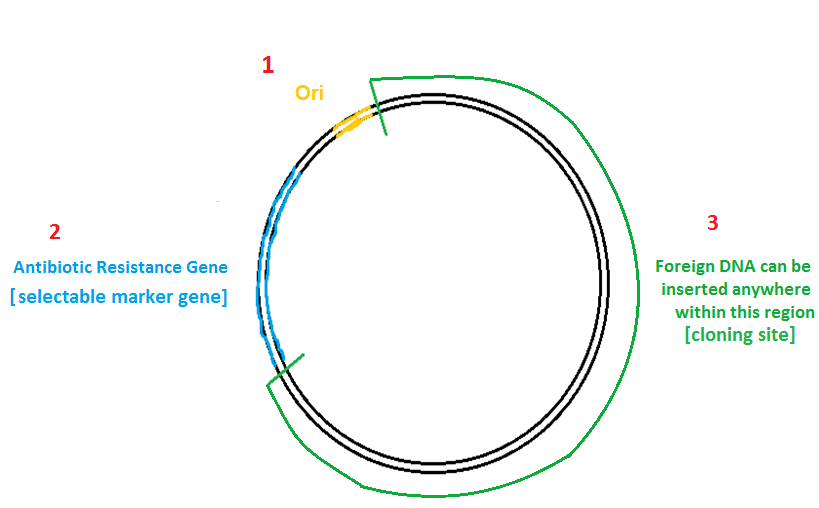 1
Ori
2
Antibiotic Resistance Gene
[selectable marker gene]
3
Foreign DNA can be
inserted anywhere
within this region
[cloning site]